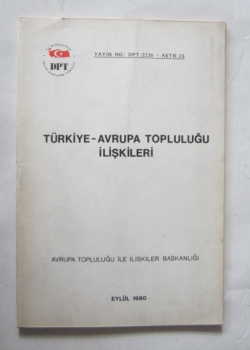 DPT
YAYIN NO: DPT:2239 - AETB:23
TÜRKİYE-AVRUPA TOPLULUĞU
İLİŞKİLERİ
AVRUPA TOPLULUĞU İLE İLİŞKİLER BAŞKANLIĞI
EYLÜL 1990